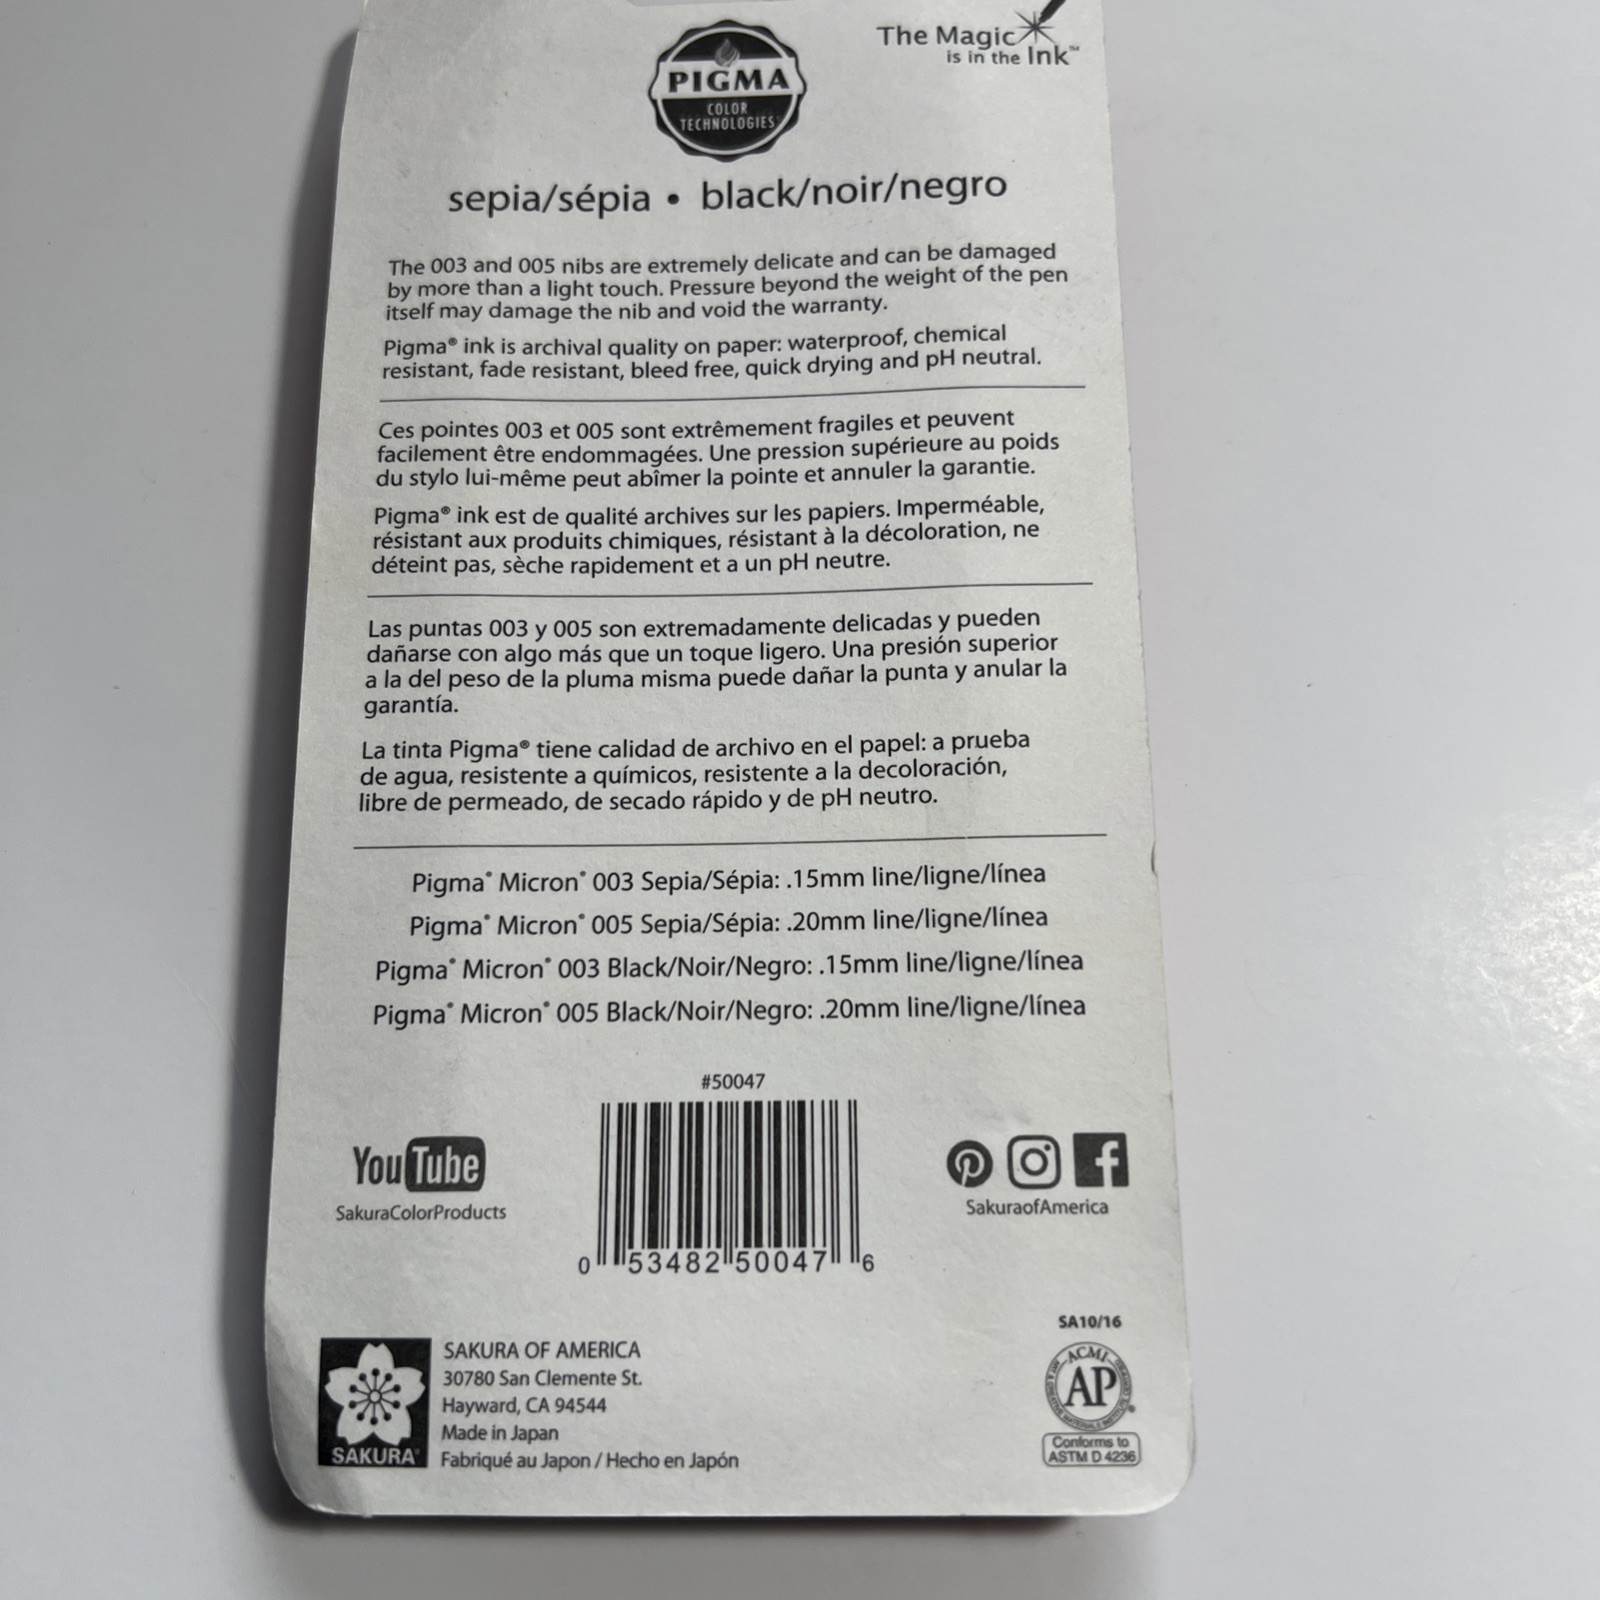 PIGMA
COLOR
TECHNOLOGIES
The Magic
is in the Ink™
sepia/sépia • black/noir/negro
The 003 and 005 nibs are extremely delicate and can be damaged
by more than a light touch. Pressure beyond the weight of the pen
itself may damage the nib and void the warranty.
Pigma® ink is archival quality on paper: waterproof, chemical
resistant, fade resistant, bleed free, quick drying and pH neutral.
Ces pointes 003 et 005 sont extrêmement fragiles et peuvent
facilement être endommagées. Une pression supérieure au poids
du stylo lui-même peut abîmer la pointe et annuler la garantie.
Pigma® ink est de qualité archives sur les papiers. Imperméable,
résistant aux produits chimiques, résistant à la décoloration, ne
déteint pas, sèche rapidement et a un pH neutre.
Las puntas 003 y 005 son extremadamente delicadas y pueden
dañarse con algo más que un toque ligero. Una presión superior
a la del peso de la pluma misma puede dañar la punta y anular la
garantía.
La tinta Pigma® tiene calidad de archivo en el papel: a prueba
de agua, resistente a químicos, resistente a la decoloración,
libre de permeado, de secado rápido y de pH neutro.
Pigma® Micron® 003 Sepia/Sépia: .15mm line/ligne/línea
Pigma® Micron® 005 Sepia/Sépia: .20mm line/ligne/línea
Pigma® Micron® 003 Black/Noir/Negro: .15mm line/ligne/línea
Pigma® Micron® 005 Black/Noir/Negro: .20mm line/ligne/línea
#50047
YouTube
SakuraColorProducts
0 53482 50047 6
SakuraofAmerica
SAKURA®
SAKURA OF AMERICA
30780 San Clemente St.
Hayward, CA 94544
Made in Japan
Fabriqué au Japon / Hecho en Japón
SA10/16
ACMI
AP
Conforms to
ASTM D 4236